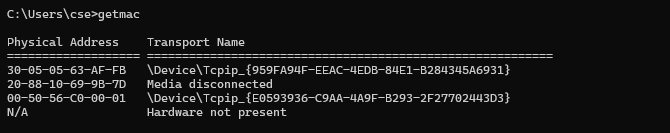 C:\Users\cse>getmac
Physical Address    Transport Name
=================== ==========================================================
30-05-05-63-AF-FB   \Device\Tcpip_{959FA94F-EEAC-4EDB-84E1-B284345A6931}
20-88-10-69-9B-7D   Media disconnected
00-50-56-C0-00-01   \Device\Tcpip_{E0593936-C9AA-4A9F-B293-2F27702443D3}
N/A                 Hardware not present